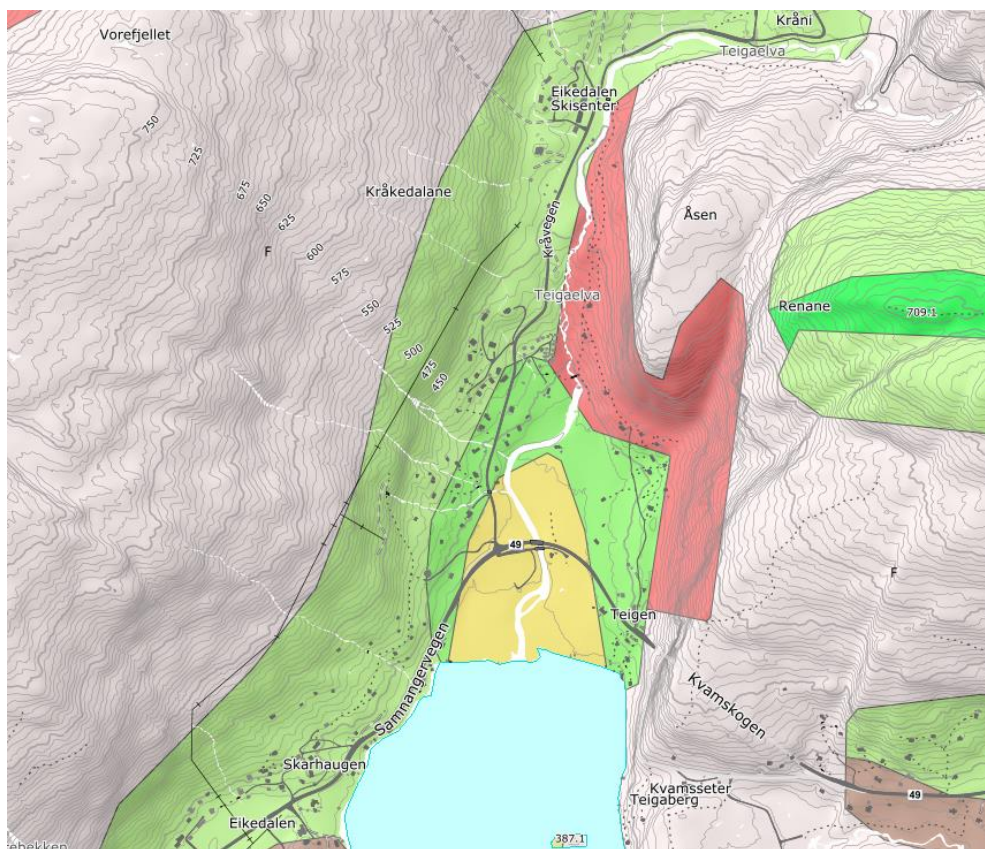 Vorefjellet
Kråni
Teigaelva
Eikedalen
Skisenter
750
725
675
650
625
600
575
550
525
500
475
450
Kråkedalane
F
Kråvegen
Åsen
Teigaelva
Renane
709.1
49
F
Teigen
Samnangervegen
Kvamskogen
Skarhaugen
Kvamsseter
Teigaberg
49
Eikedalen
387.1